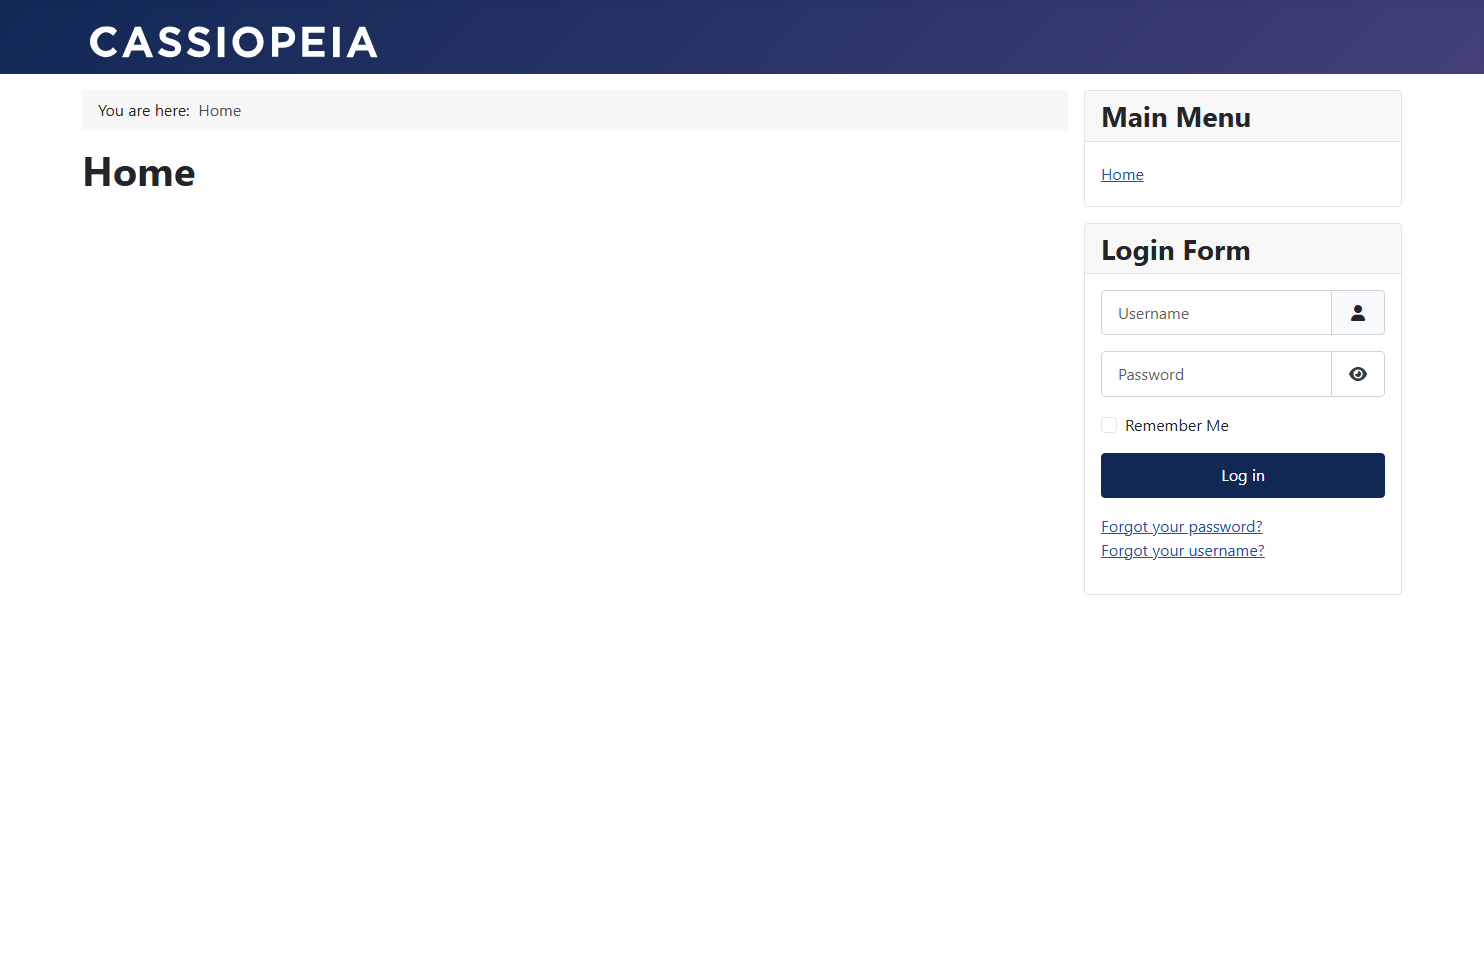 CASSIOPEIA
You are here: Home
Home
Main Menu
Home
Login Form
Username
Password
Remember Me
Log in
Forgot your password?
Forgot your username?